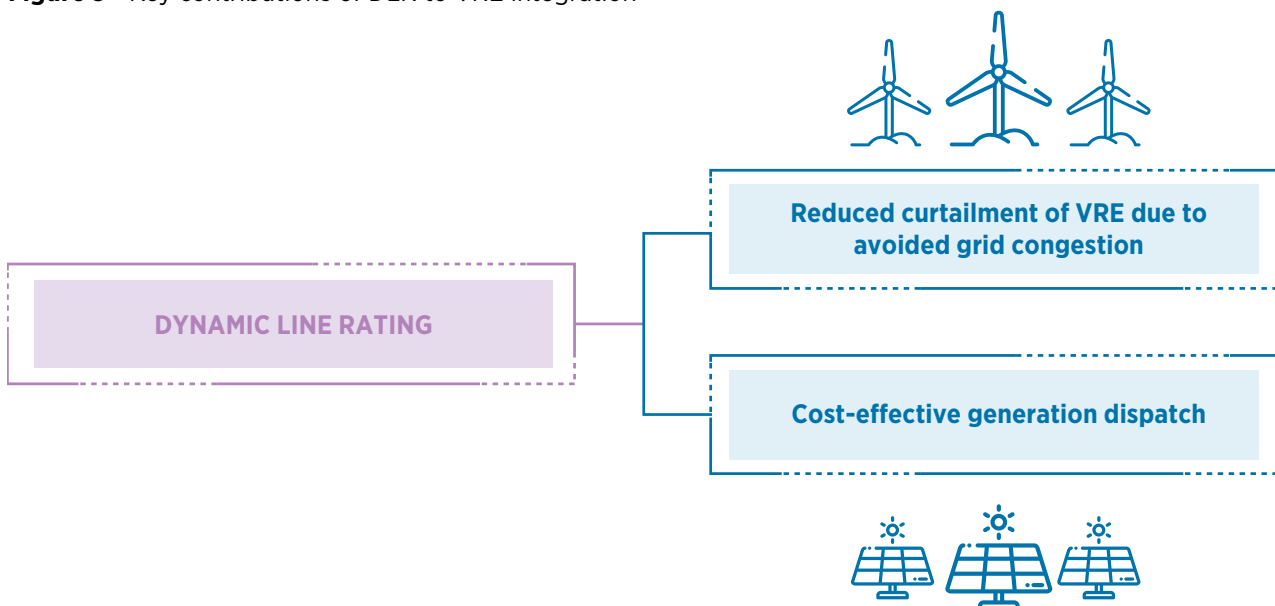 Reduced curtailment of VRE due to
avoided grid congestion
DYNAMIC LINE RATING
Cost-effective generation dispatch